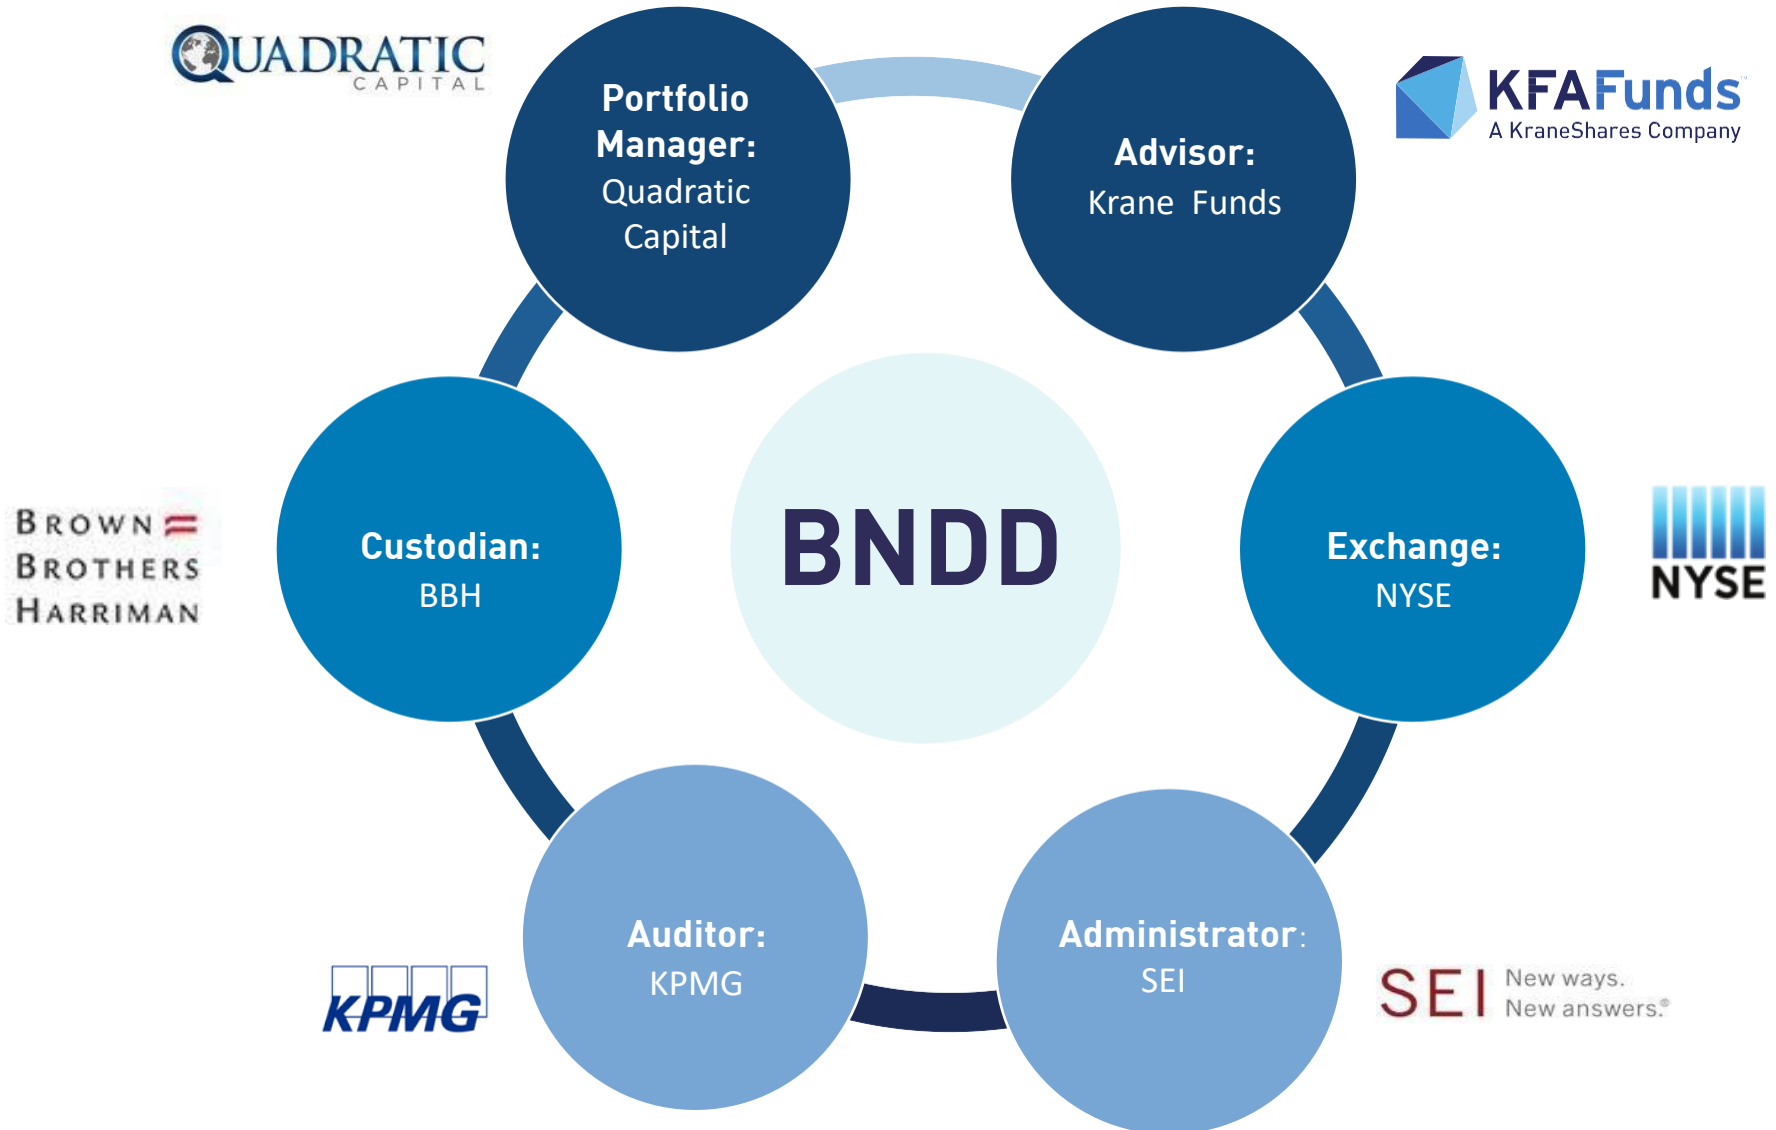 QUADRATIC
CAPITAL
Portfolio
Manager:
Quadratic
Capital
Advisor:
Krane Funds
KFAFunds™
A KraneShares Company
BROWN
BROTHERS
HARRIMAN
Custodian:
BBH
BNDD
Exchange:
NYSE
NYSE
KPMG
Auditor:
KPMG
Administrator:
SEI
SEI
New ways.
New answers.®